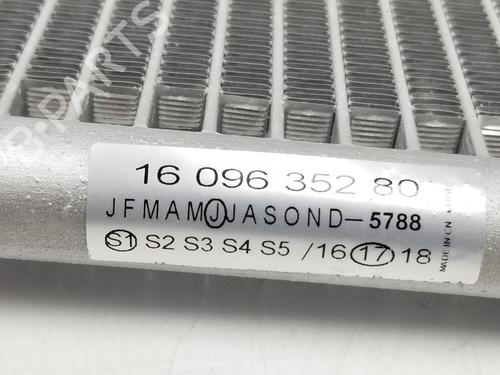 B-PARTS
16 096 352 80
JFMAMJJASOND-5788
S1 S2 S3 S4 S5 /16 17 18
MADE IN CN